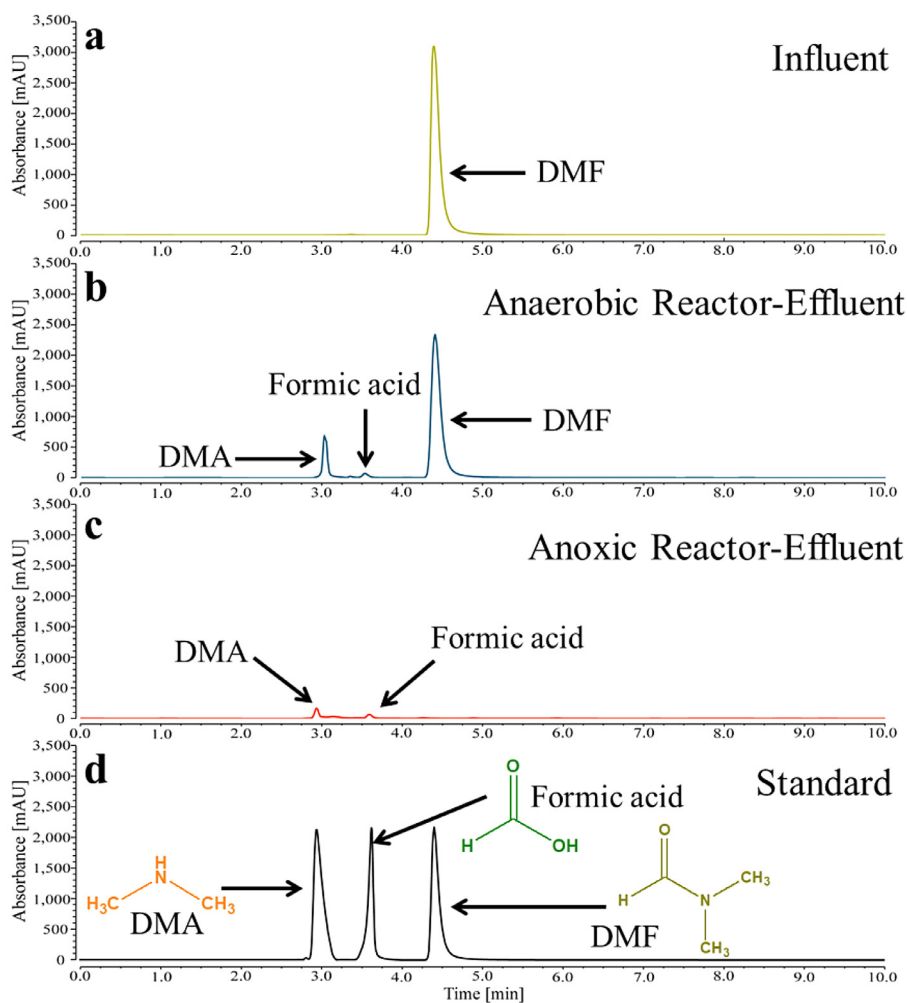 a
Influent
Absorbance [mAU]
3,500
3,000
2,500
2,000
1,500
1,000
500
0
DMF
0.0 1.0 2.0 3.0 4.0 5.0 6.0 7.0 8.0 9.0 10.0
b
Anaerobic Reactor-Effluent
Absorbance [mAU]
3,500
3,000
2,500
2,000
1,500
1,000
500
0
Formic acid
DMF
DMA
0.0 1.0 2.0 3.0 4.0 5.0 6.0 7.0 8.0 9.0 10.0
c
Anoxic Reactor-Effluent
Absorbance [mAU]
3,500
3,000
2,500
2,000
1,500
1,000
500
0
DMA
Formic acid
0.0 1.0 2.0 3.0 4.0 5.0 6.0 7.0 8.0 9.0 10.0
d
Standard
Absorbance [mAU]
3,500
3,000
2,500
2,000
1,500
1,000
500
0
O
Formic acid
H
OH
O
H
N
CH3
CH3
H
N
H3C
CH3
DMA
DMF
0.0 1.0 2.0 3.0 4.0 5.0 6.0 7.0 8.0 9.0 10.0
Time [min]